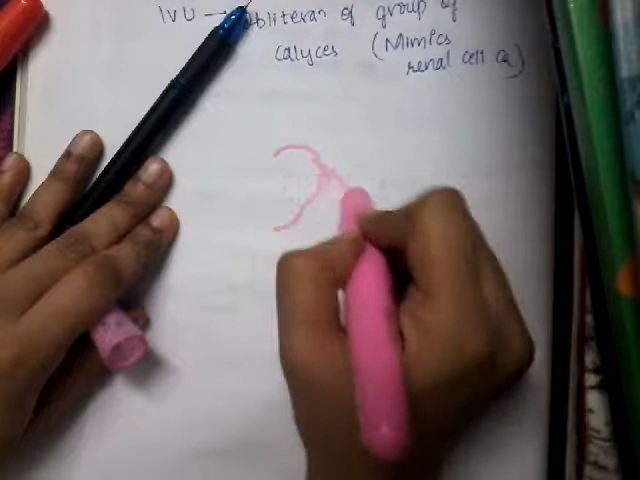 IVU → obliteran of group of
calyces (Mimics
renal cell Ca)